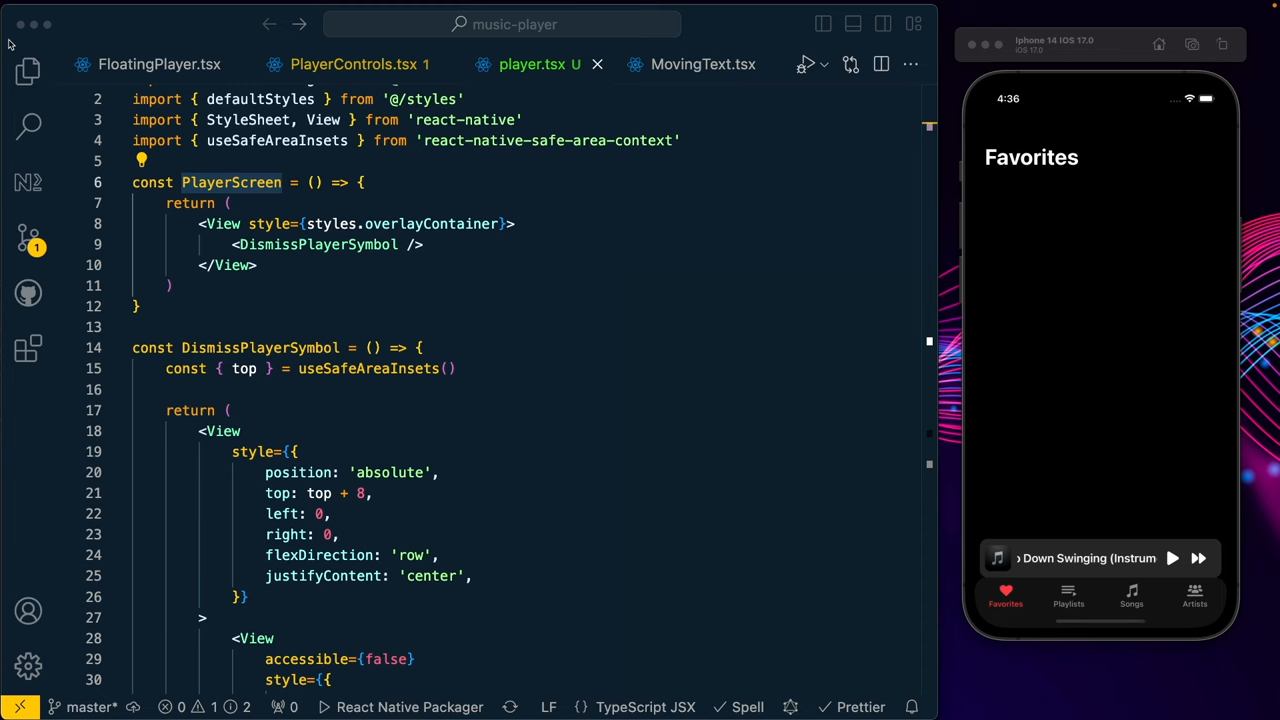 music-player
FloatingPlayer.tsx
PlayerControls.tsx 1
player.tsx U
MovingText.tsx
2 import { defaultStyles } from '@/styles'
3 import { StyleSheet, View } from 'react-native'
4 import { useSafeAreaInsets } from 'react-native-safe-area-context'
5
6 const PlayerScreen = () => {
7 return (
8 <View style={styles.overlayContainer}>
9 <DismissPlayerSymbol />
10 </View>
11 )
12 }
13
14 const DismissPlayerSymbol = () => {
15 const { top } = useSafeAreaInsets()
16
17 return (
18 <View
19 style={{
20 position: 'absolute',
21 top: top + 8,
22 left: 0,
23 right: 0,
24 flexDirection: 'row',
25 justifyContent: 'center',
26 }}
27 >
28 <View
29 accessible={false}
30 style={{
1
master* 0 1 2 0 React Native Packager LF {} TypeScript JSX Spell Prettier
Iphone 14 IOS 17.0
iOS 17.0
4:36
Favorites
Down Swinging (Instrum
Favorites Playlists Songs Artists